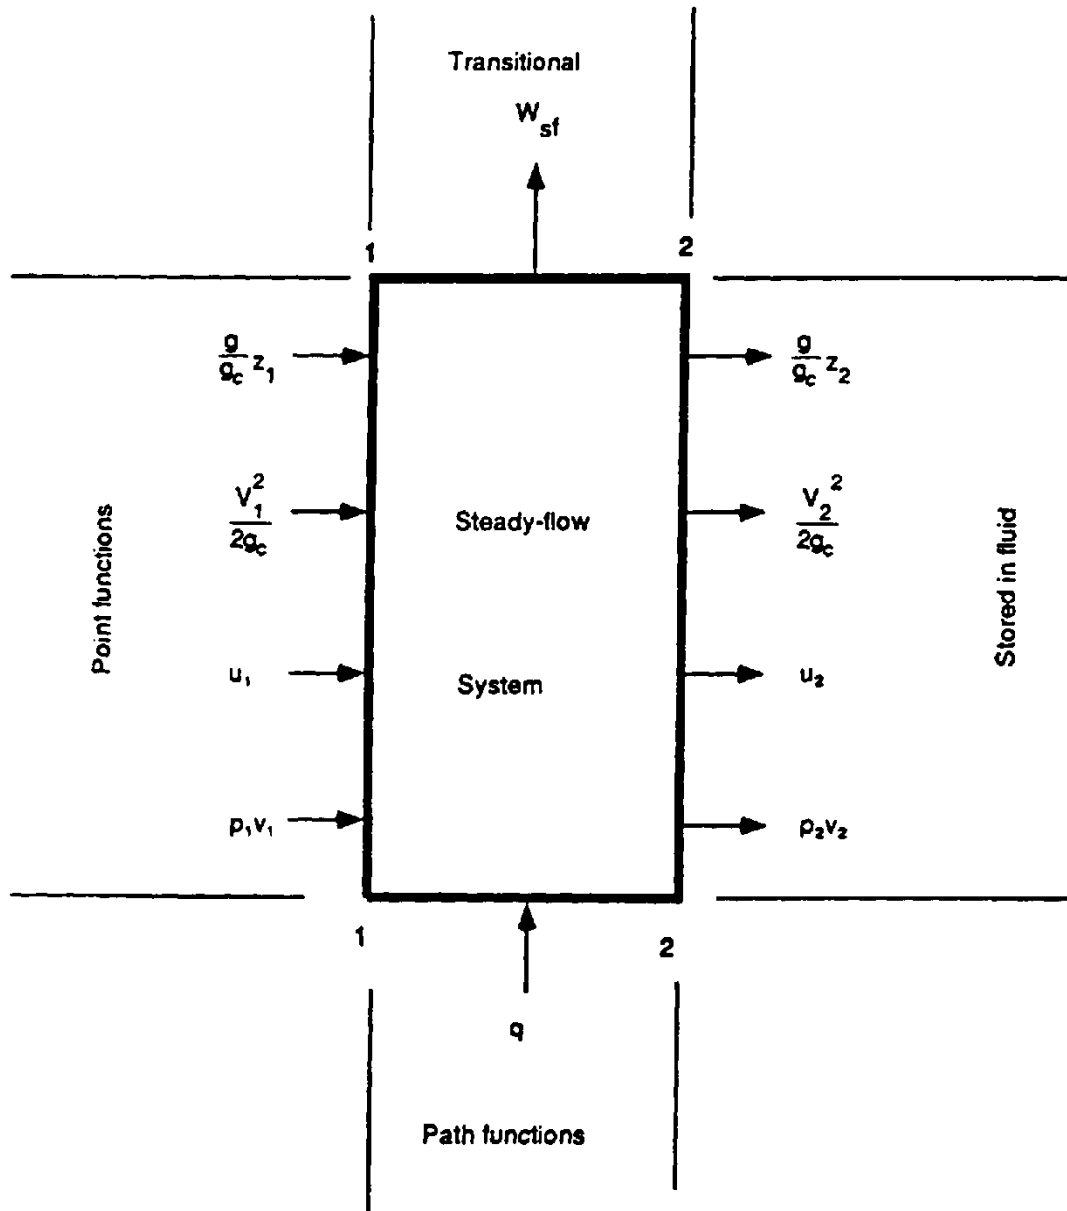 Transitional
W_sf
1 2
g/g_c z_1
g/g_c z_2
V_1^2/2g_c
Steady-flow
V_2^2/2g_c
Point functions
Stored in fluid
u_1
System
u_2
p_1v_1
p_2v_2
1 2
q
Path functions